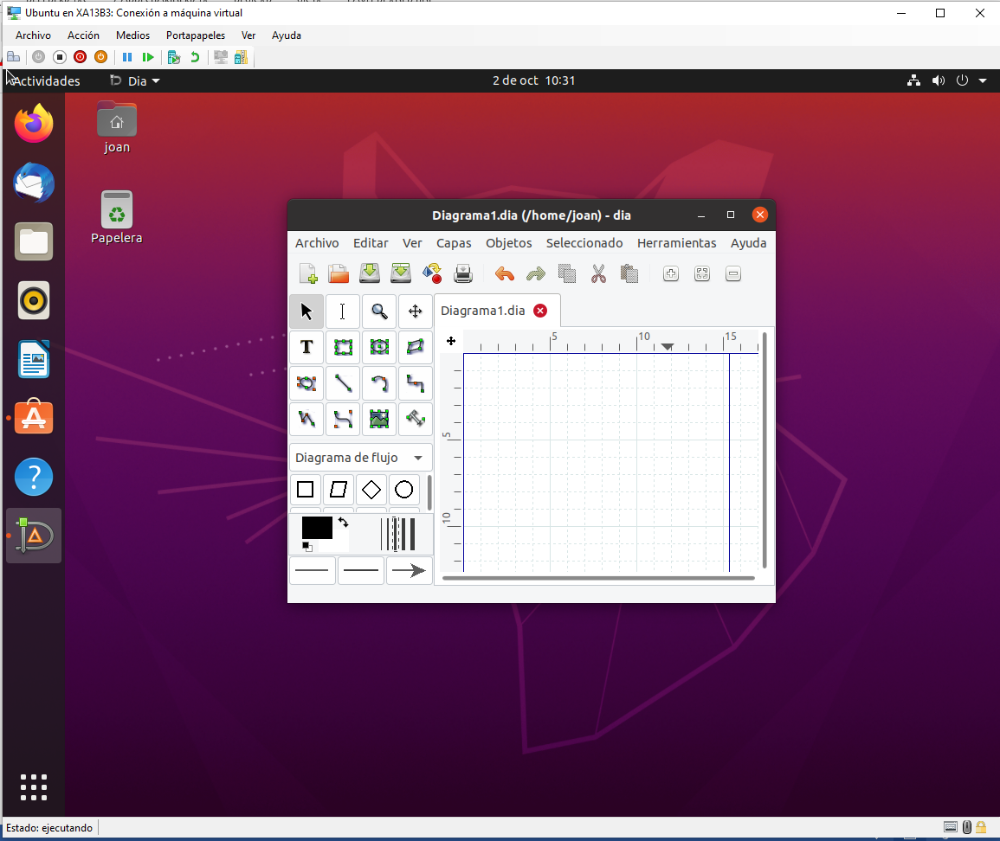 Ubuntu en XA13B3: Conexión a máquina virtual
Archivo Acción Medios Portapapeles Ver Ayuda
Actividades Dia 2 de oct 10:31
joan
Papelera
Diagrama1.dia (/home/joan) - dia
Archivo Editar Ver Capas Objetos Seleccionado Herramientas Ayuda
Diagrama1.dia
5 10 15
T
5
Diagrama de flujo
10
Estado: ejecutando